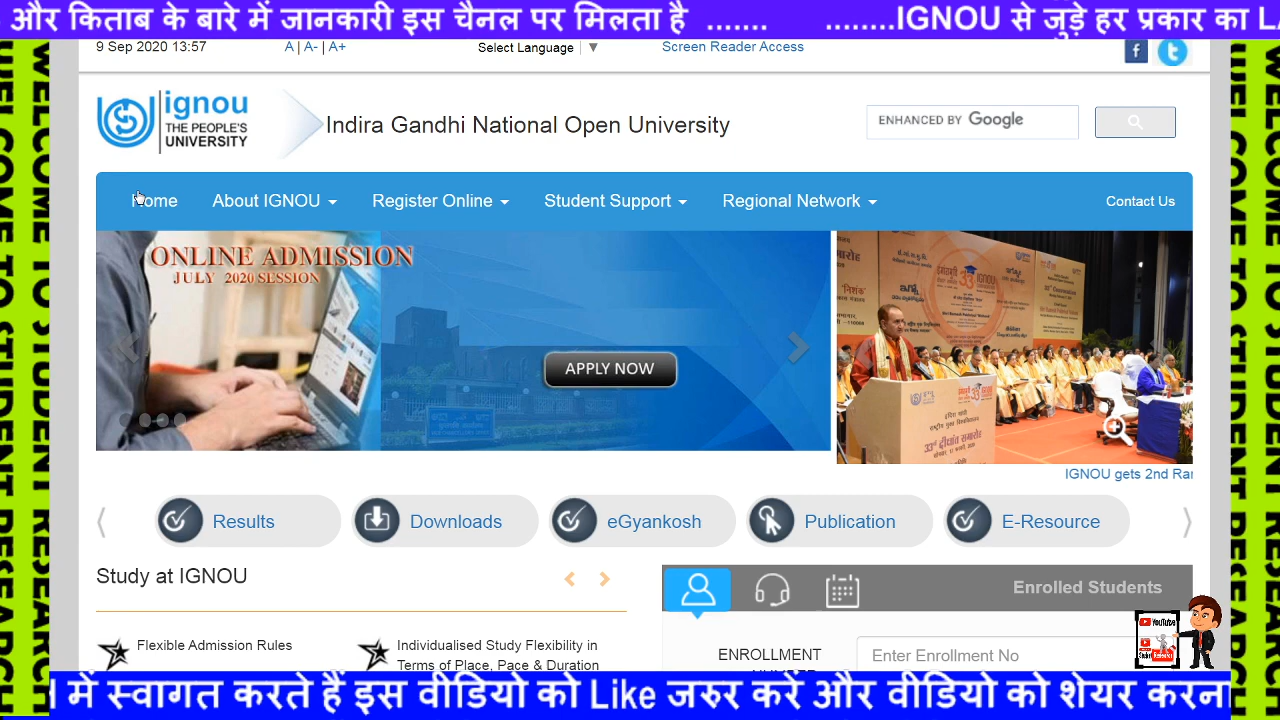 और किताब के बारे में जानकारी इस चैनल पर मिलता है ....... ........IGNOU से जुड़े हर प्रकार का
9 Sep 2020 13:57 A | A- | A+ Select Language ▼ Screen Reader Access
ignou
THE PEOPLE'S
UNIVERSITY
Indira Gandhi National Open University
ENHANCED BY Google
Home About IGNOU Register Online Student Support Regional Network Contact Us
ONLINE ADMISSION
JULY 2020 SESSION
APPLY NOW
33
IGNOU
IGNOU gets 2nd Ran
Results Downloads eGyankosh Publication E-Resource
Study at IGNOU
Enrolled Students
Flexible Admission Rules
Individualised Study Flexibility in
Terms of Place, Pace & Duration
ENROLLMENT
NUMBER
Enter Enrollment No
YouTube
में स्वागत करते हैं इस वीडियो को Like जरुर करें और वीडियो को शेयर करना
WELCOME TO STUDENT RESEARCH
WELCOME TO STUDENT RESEARCH